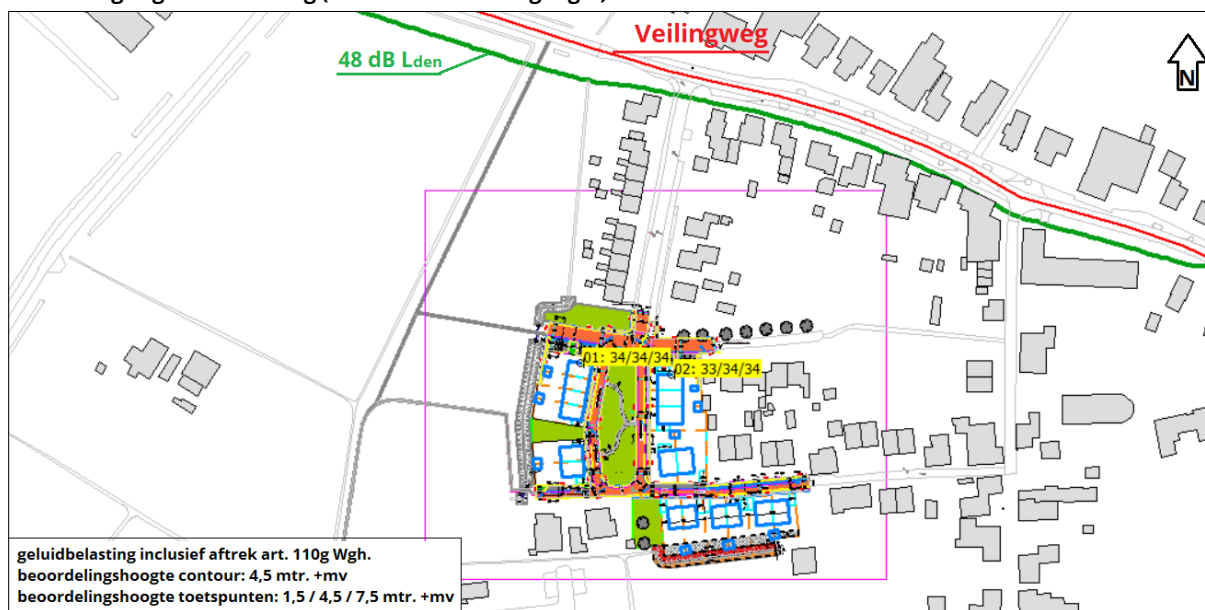 Veilingweg
48 dB Lden
N
01: 34/34/34
02: 33/34/34
geluidbelasting inclusief aftrek art. 110g Wgh.
beoordelingshoogte contour: 4,5 mtr. +mv
beoordelingshoogte toetspunten: 1,5 / 4,5 / 7,5 mtr. +mv